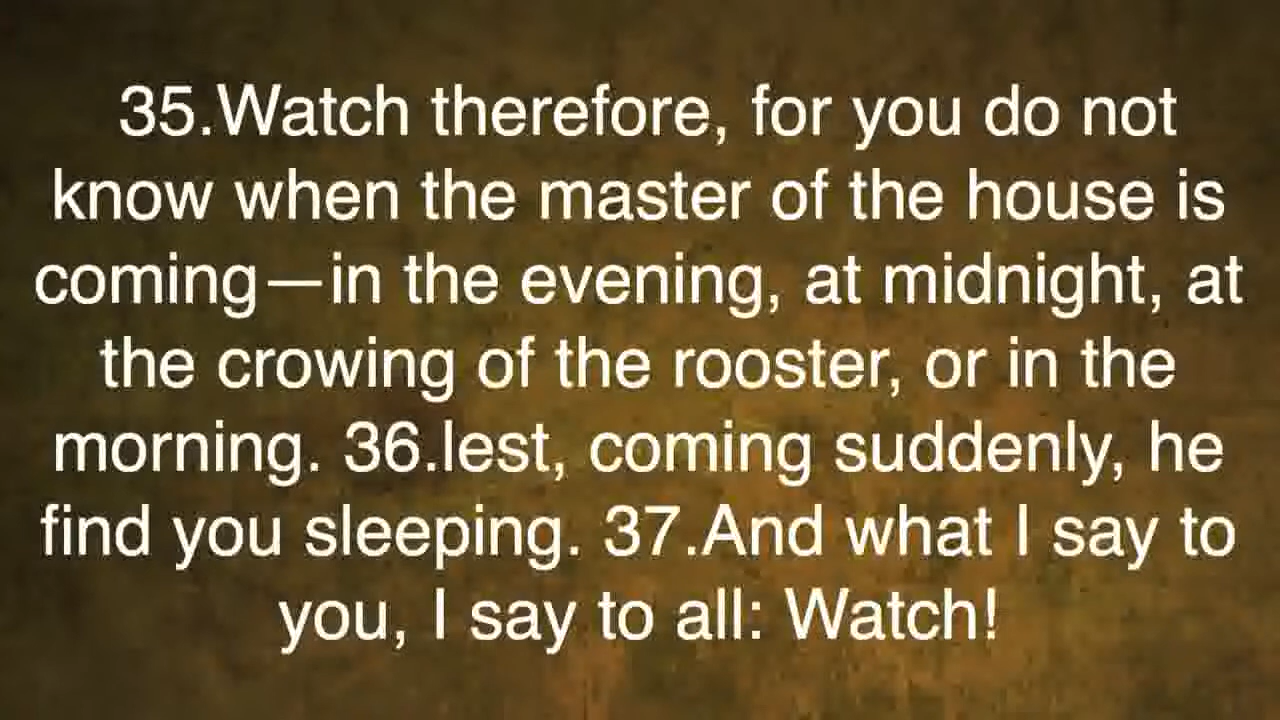 35.Watch therefore, for you do not
know when the master of the house is
coming—in the evening, at midnight, at
the crowing of the rooster, or in the
morning. 36.lest, coming suddenly, he
find you sleeping. 37.And what I say to
you, I say to all: Watch!